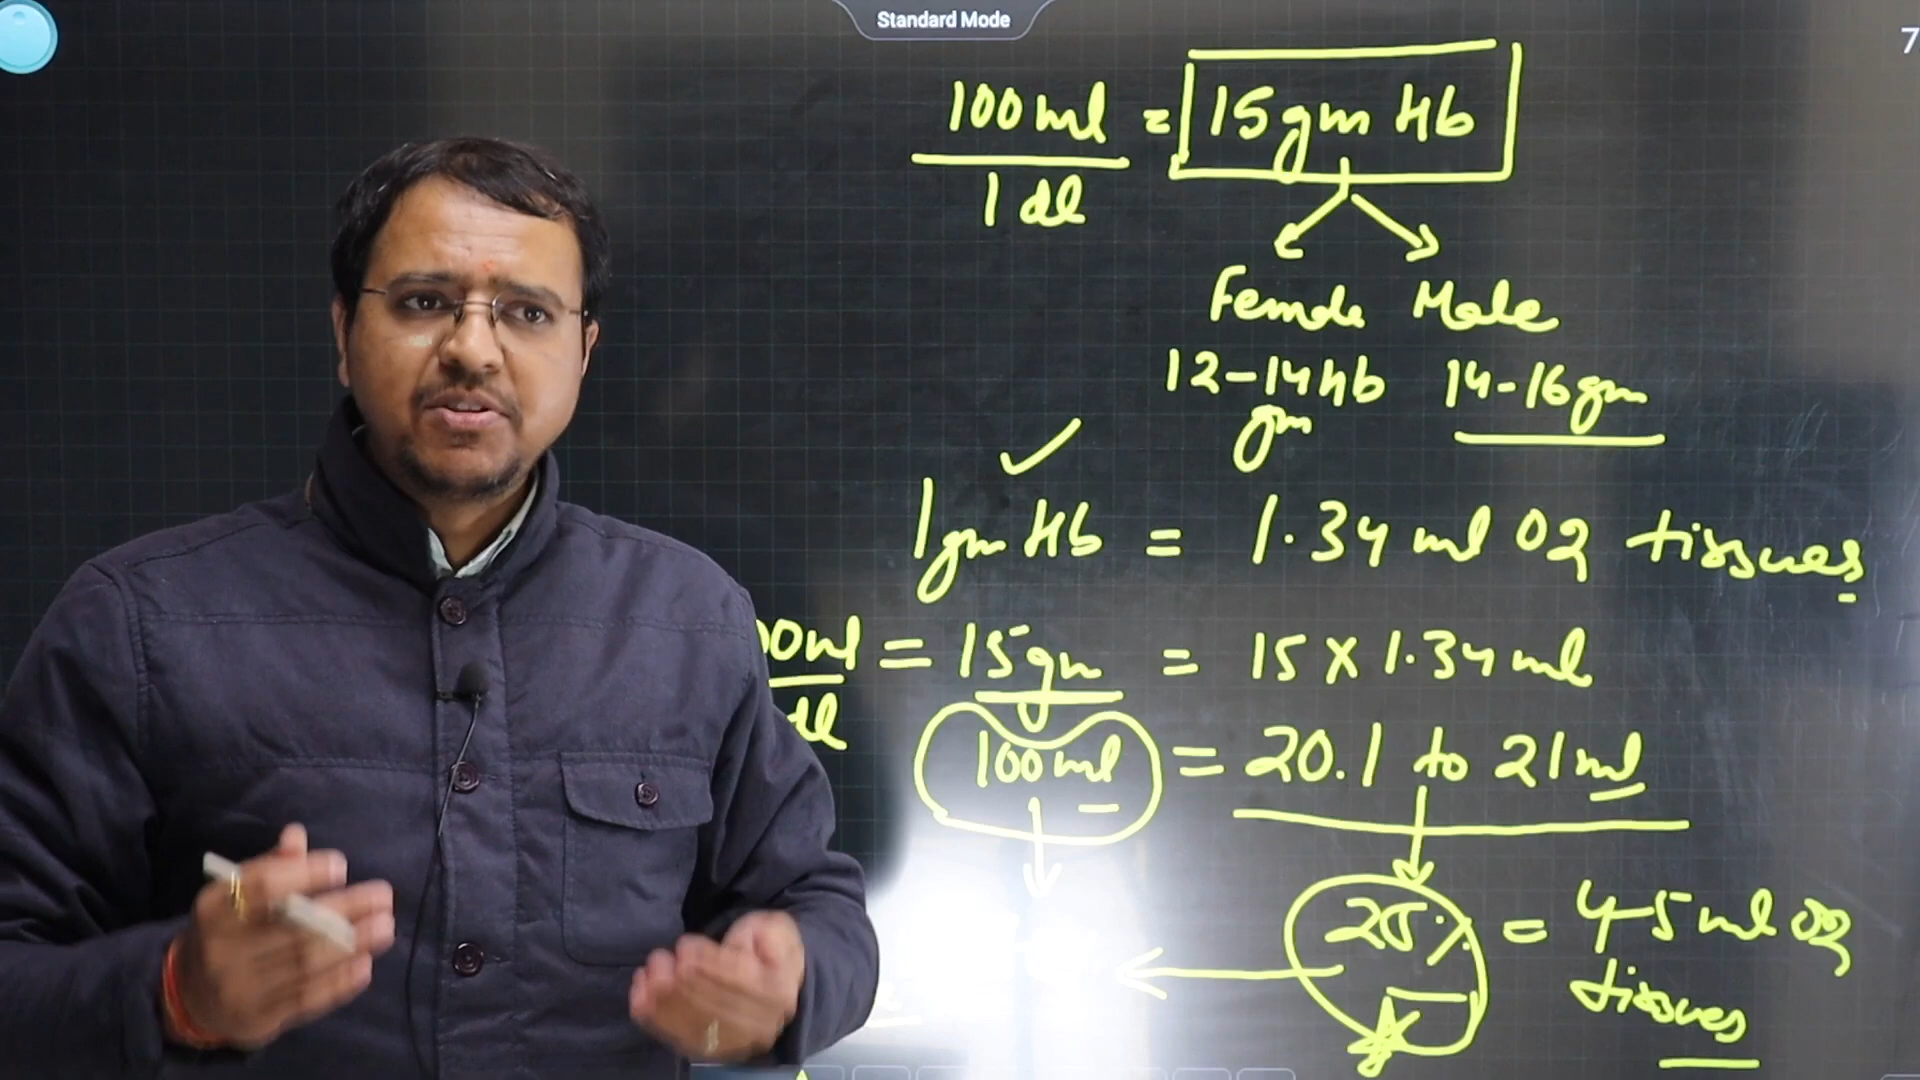 Standard Mode
7
100 ml = 15 gm Hb
1 dl
Female Male
12-14 Hb 14-16 gm
gm
1 gm Hb = 1.34 ml O2 tissues
00 ml = 15 gm = 15 X 1.34 ml
dl
100 ml = 20.1 to 21 ml
25% = 4-5 ml O2
tissues